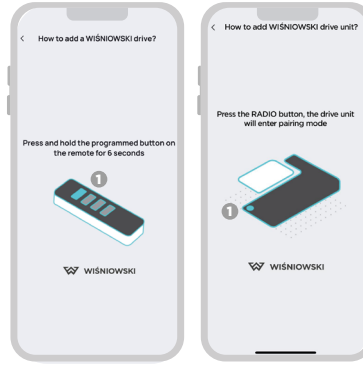 < How to add a WIŚNIOWSKI drive?
Press and hold the programmed button on
the remote for 6 seconds
1
WIŚNIOWSKI
< How to add WIŚNIOWSKI drive unit?
Press the RADIO button, the drive unit
will enter pairing mode
1
WIŚNIOWSKI